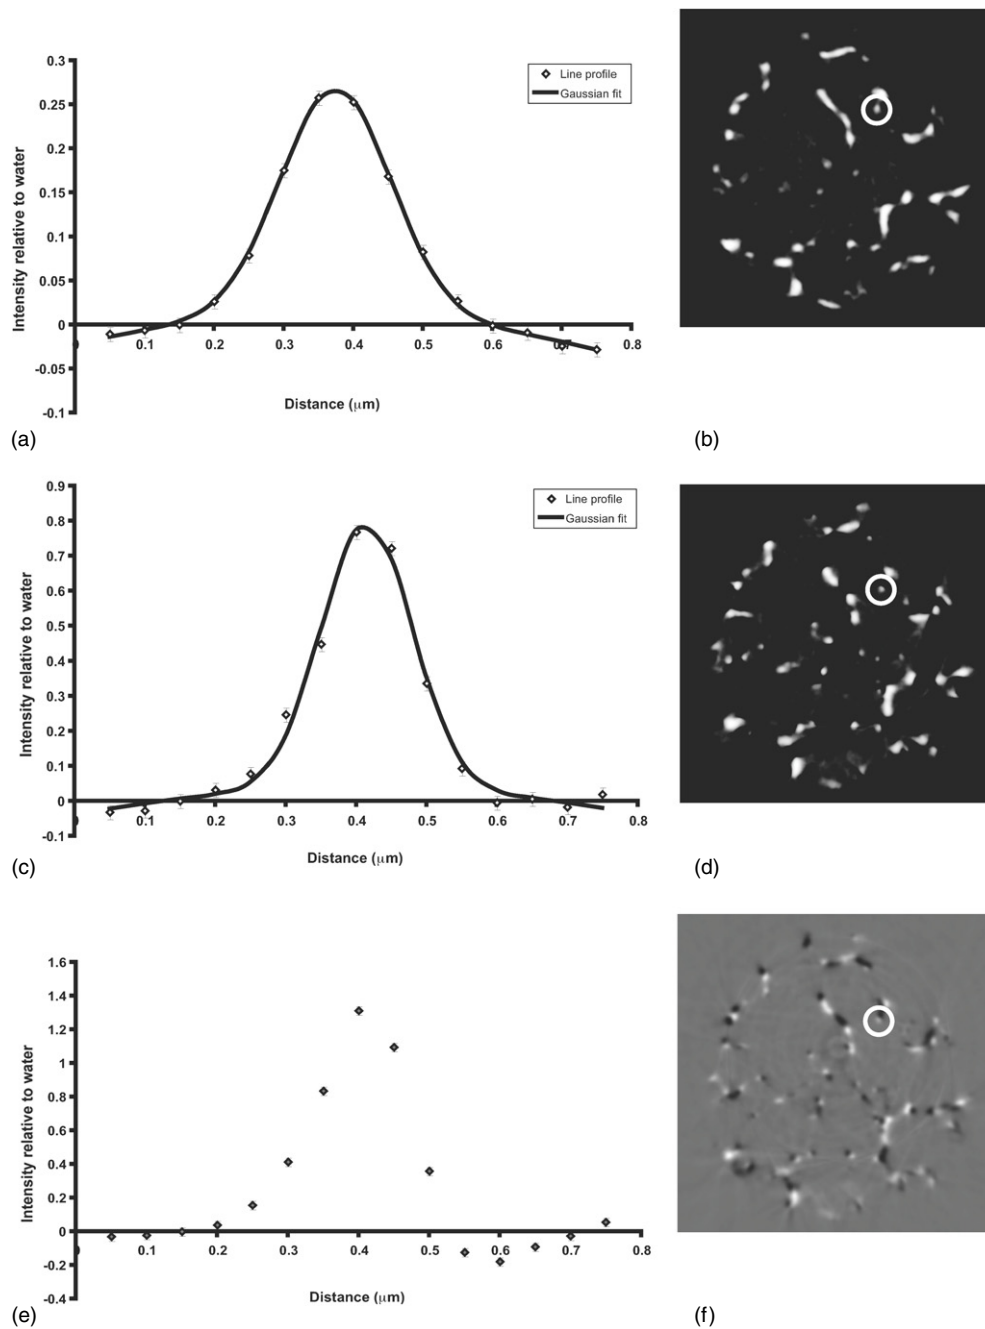 0.3
0.25
0.2
0.15
0.1
0.05
0
-0.05
-0.1
Intensity relative to water
0 0.1 0.2 0.3 0.4 0.5 0.6 0.7 0.8
Distance (μm)
Line profile
Gaussian fit
(a)
(b)
0.9
0.8
0.7
0.6
0.5
0.4
0.3
0.2
0.1
0
-0.1
Intensity relative to water
0 0.1 0.2 0.3 0.4 0.5 0.6 0.7 0.8
Distance (μm)
Line profile
Gaussian fit
(c)
(d)
1.6
1.4
1.2
1
0.8
0.6
0.4
0.2
0
-0.2
-0.4
Intensity relative to water
0 0.1 0.2 0.3 0.4 0.5 0.6 0.7 0.8
Distance (μm)
(e)
(f)